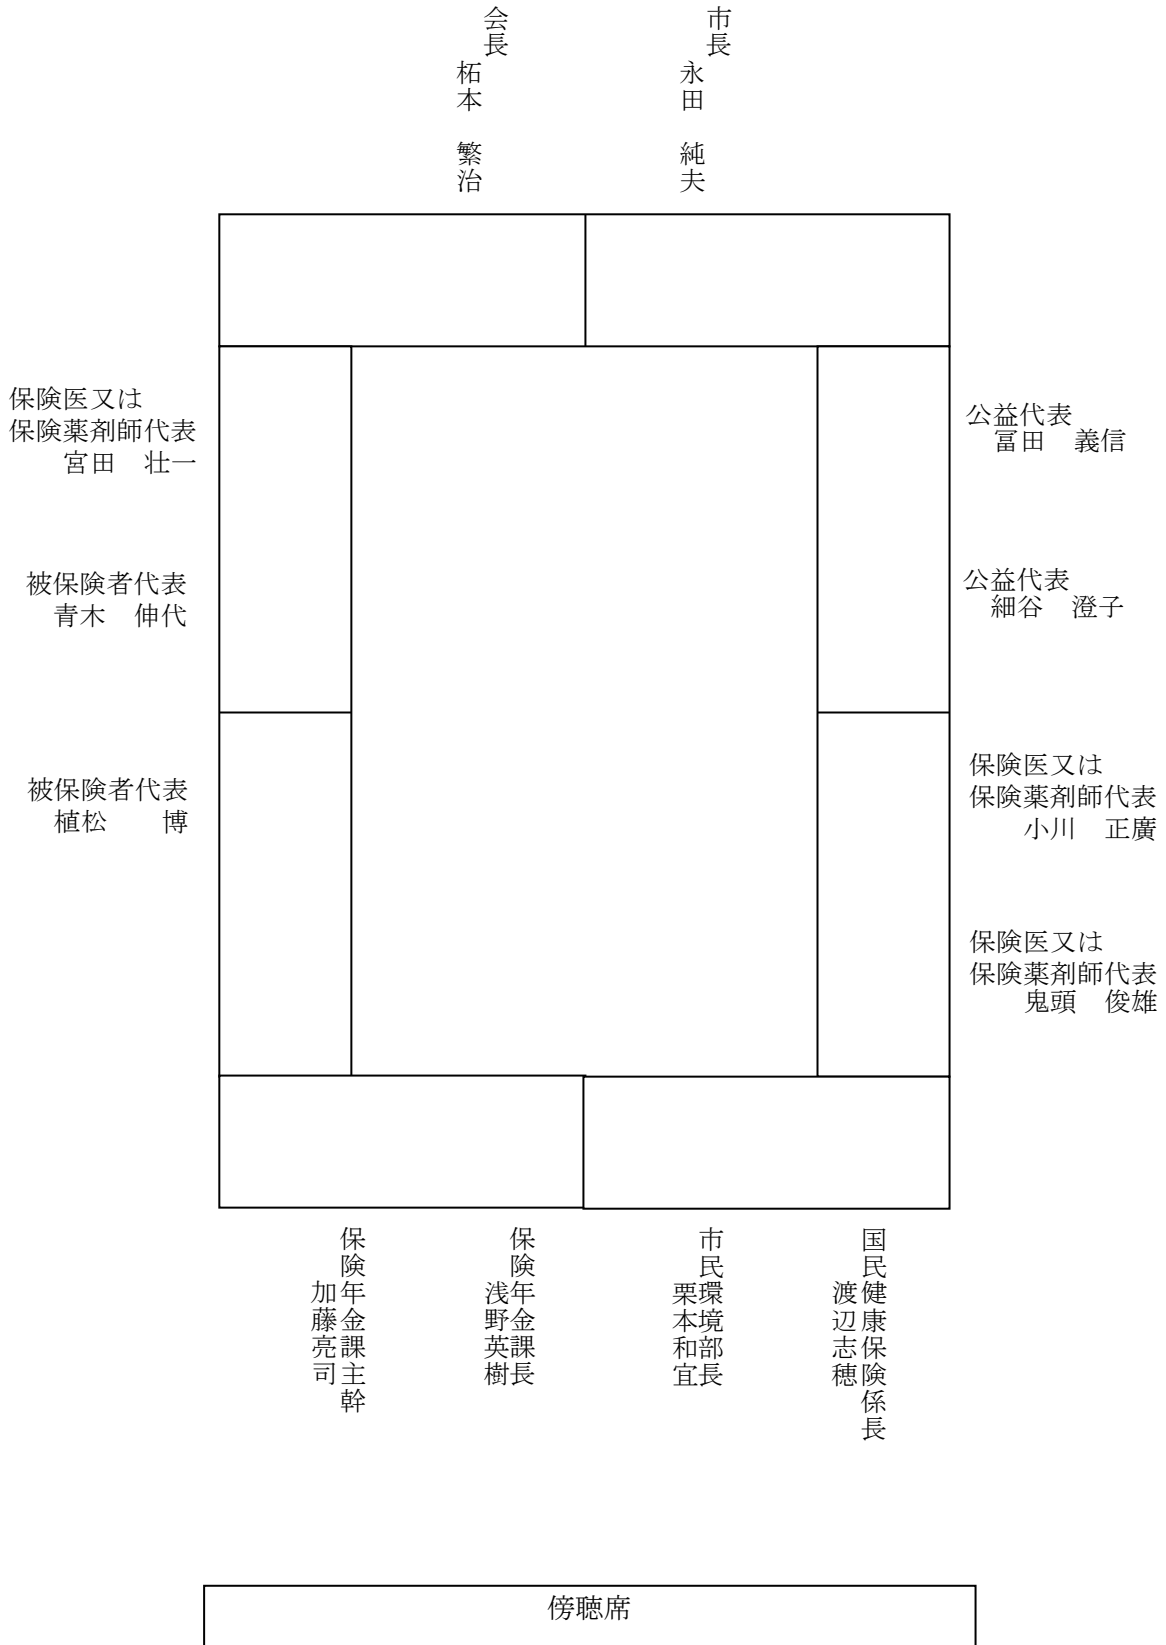 市長
永田　純夫
会長
柘本　繁治
保険医又は
保険薬剤師代表
宮田　壮一
公益代表
冨田　義信
被保険者代表
青木　伸代
公益代表
細谷　澄子
被保険者代表
植松　　博
保険医又は
保険薬剤師代表
小川　正廣
保険医又は
保険薬剤師代表
鬼頭　俊雄
国民健康保険係長
渡辺志穂
市民環境部長
栗本和宜
保険年金課長
浅野英樹
保険年金課主幹
加藤亮司
傍聴席